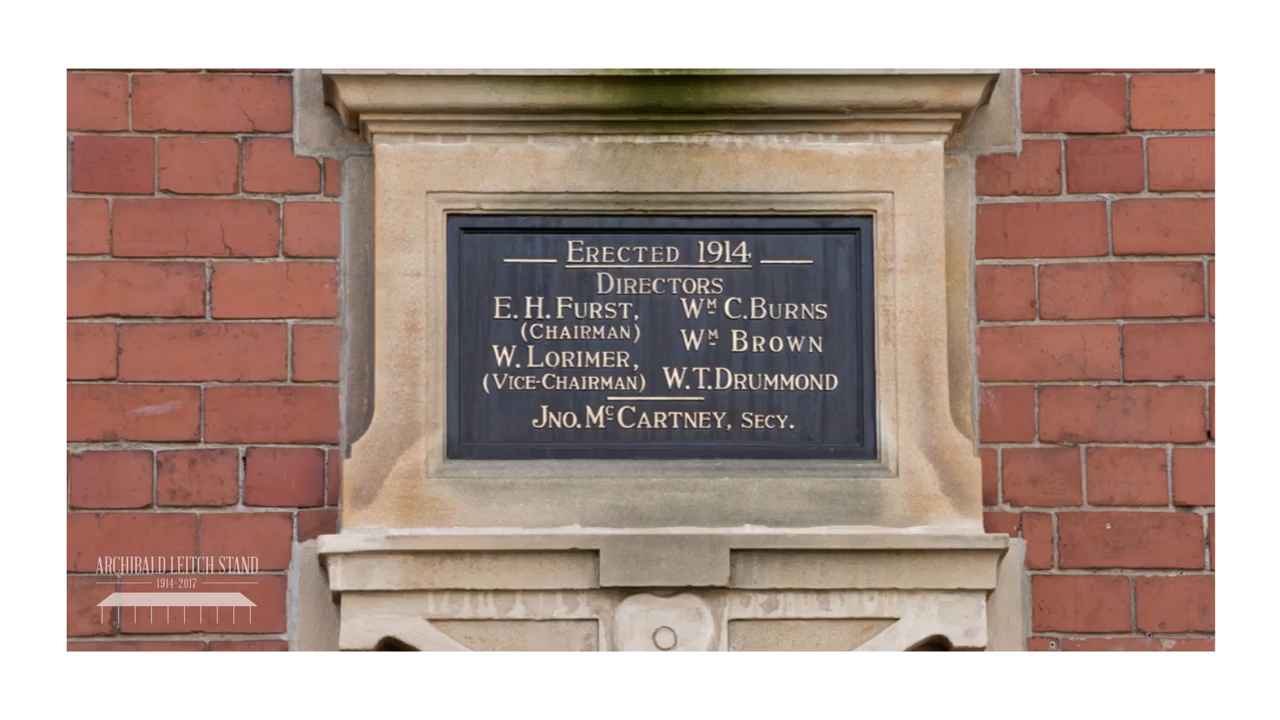 ERECTED 1914
DIRECTORS
E. H. FURST,
(CHAIRMAN)
W. LORIMER,
(VICE-CHAIRMAN)
Wᴹ C. BURNS
Wᴹ BROWN
W. T. DRUMMOND
JNO. MᶜCARTNEY, SECY.
ARCHIBALD LEITCH STAND
1914-2017